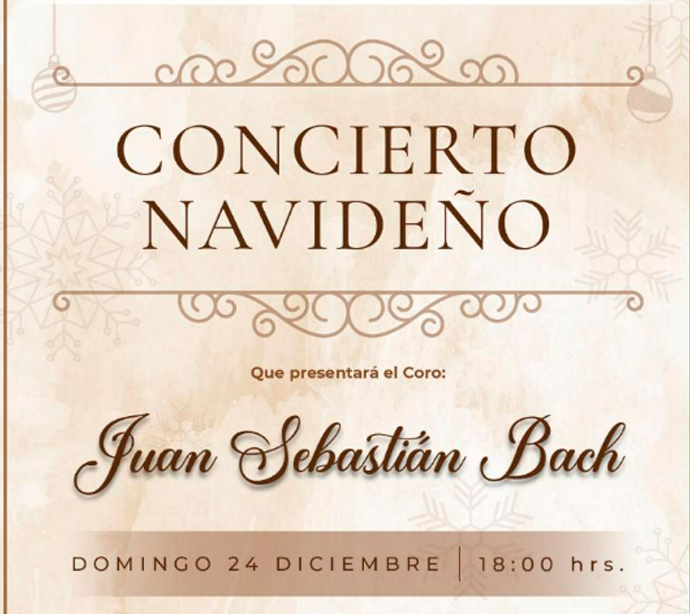 CONCIERTO
NAVIDEÑO
Que presentará el Coro:
Juan Sebastián Bach
DOMINGO 24 DICIEMBRE | 18:00 hrs.